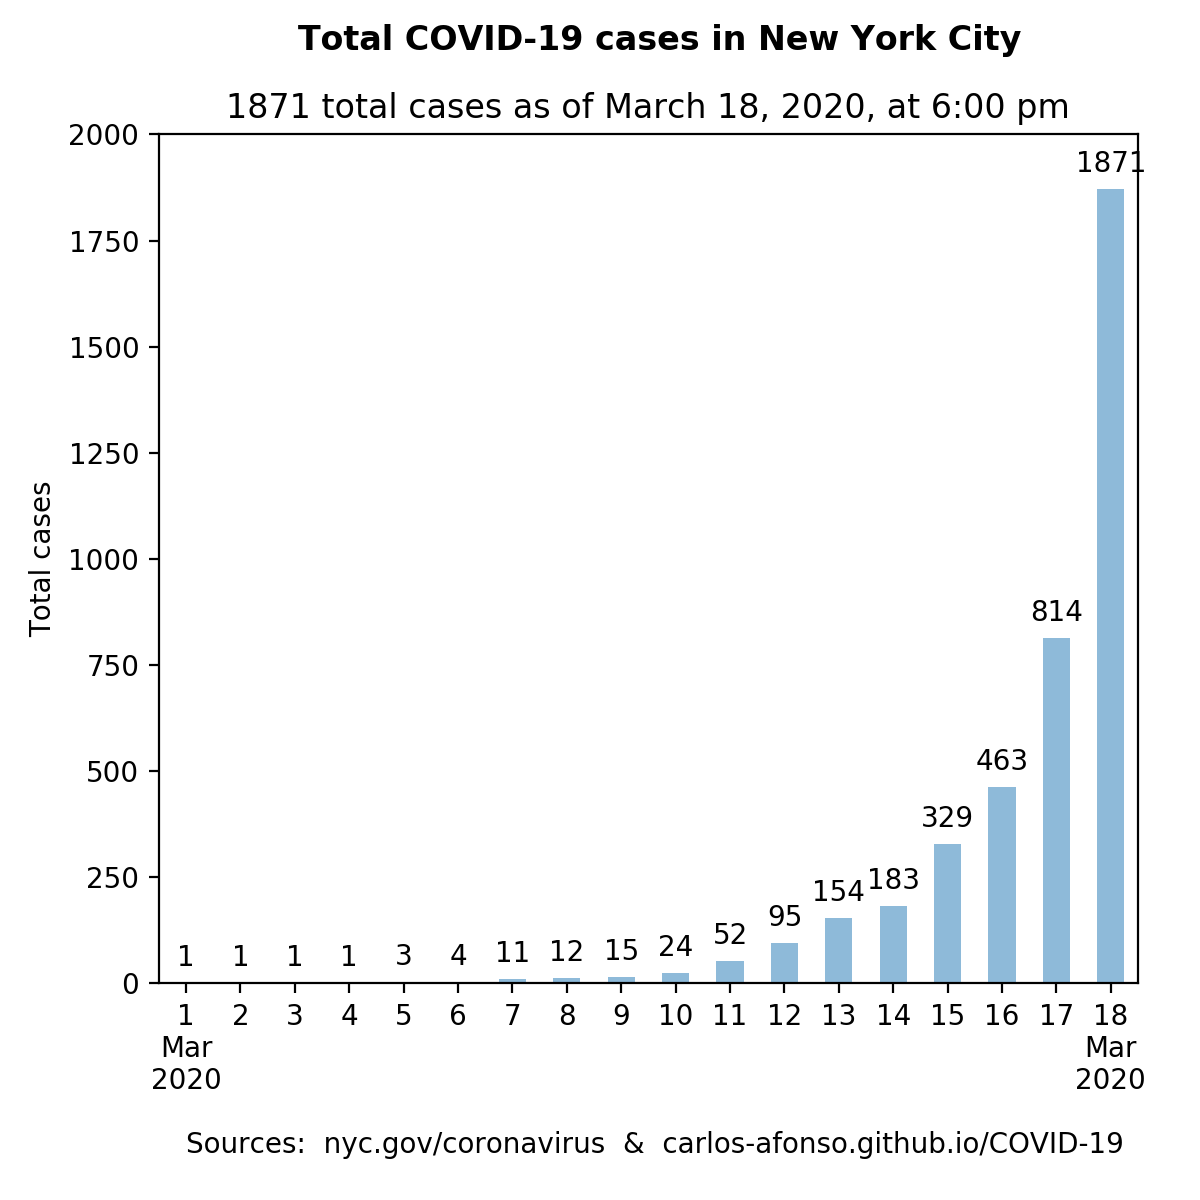 Total COVID-19 cases in New York City
1871 total cases as of March 18, 2020, at 6:00 pm
2000
1750
1500
1250
1000
750
500
250
0
Total cases
1 1 1 1 3 4 11 12 15 24 52 95 154 183 329 463 814 1871
1 2 3 4 5 6 7 8 9 10 11 12 13 14 15 16 17 18
Mar Mar
2020 2020
Sources: nyc.gov/coronavirus & carlos-afonso.github.io/COVID-19